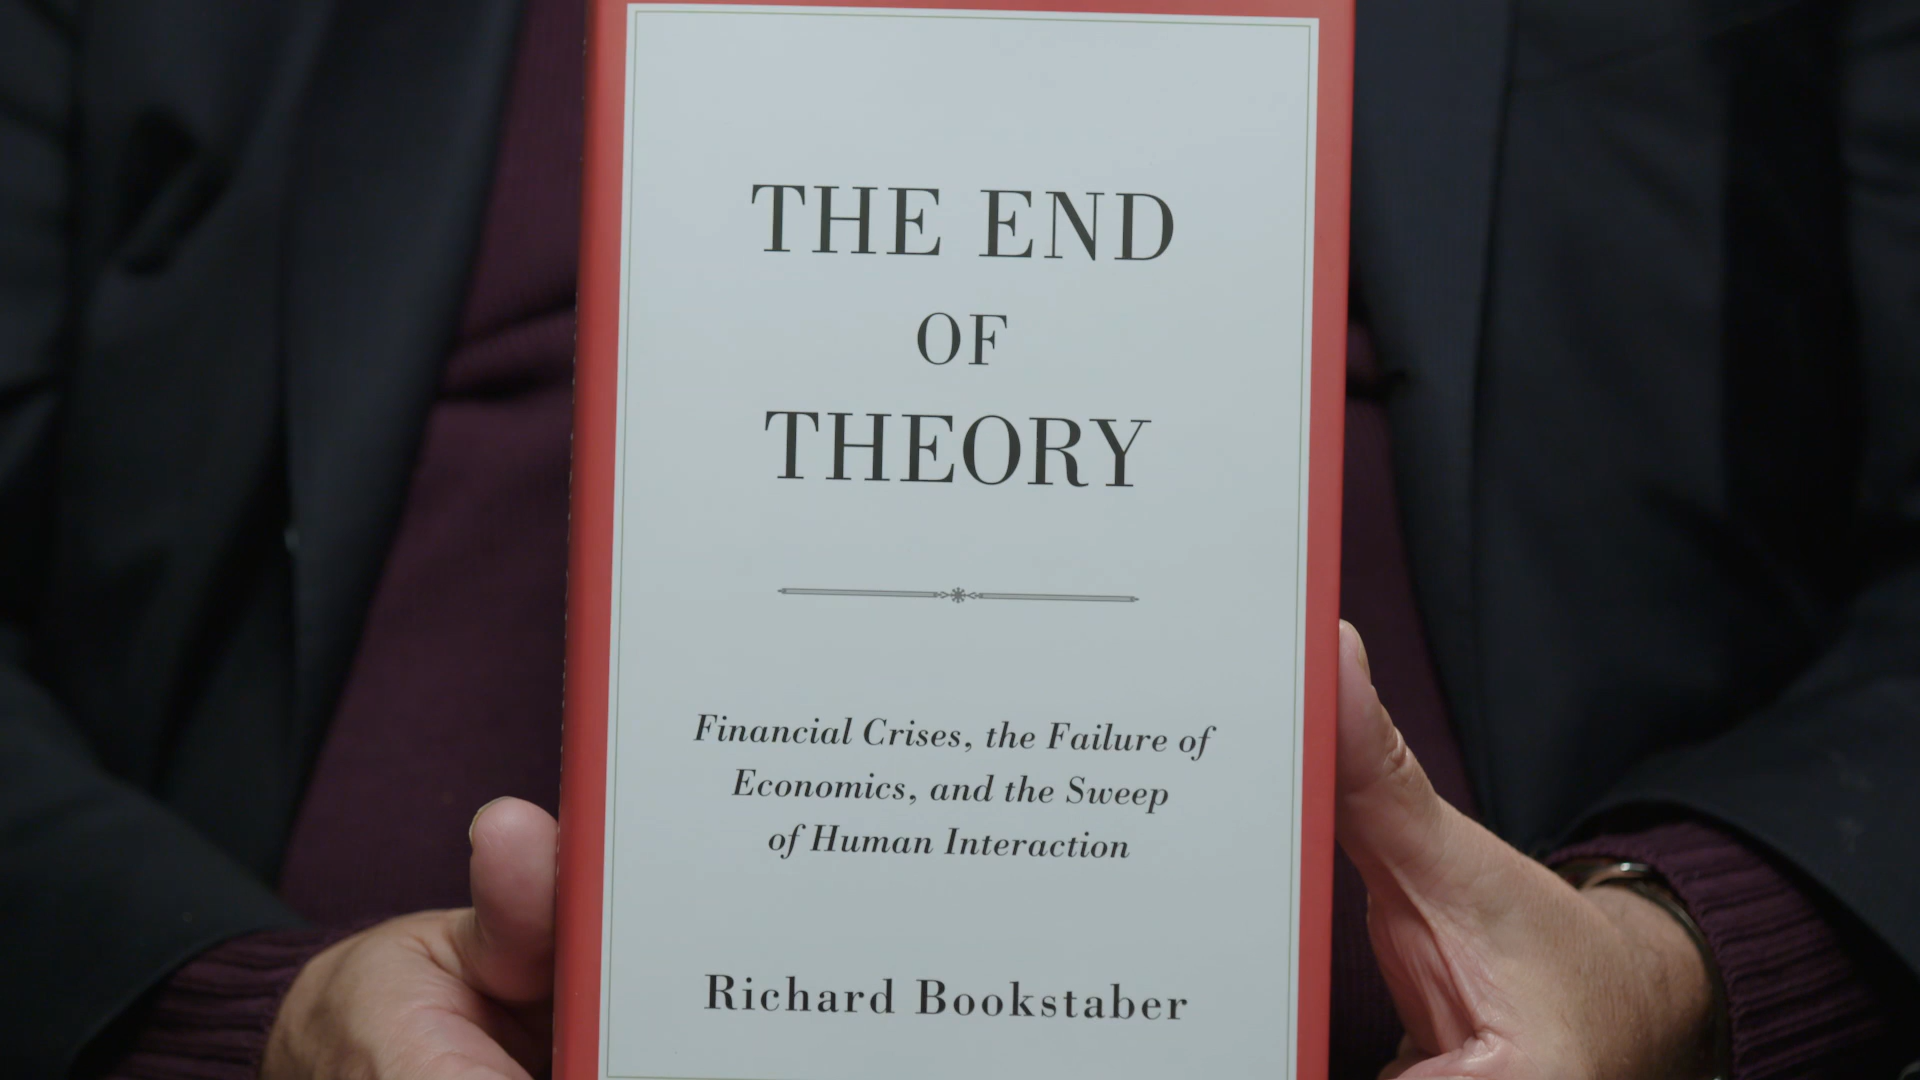 THE END
OF
THEORY
Financial Crises, the Failure of
Economics, and the Sweep
of Human Interaction
Richard Bookstaber